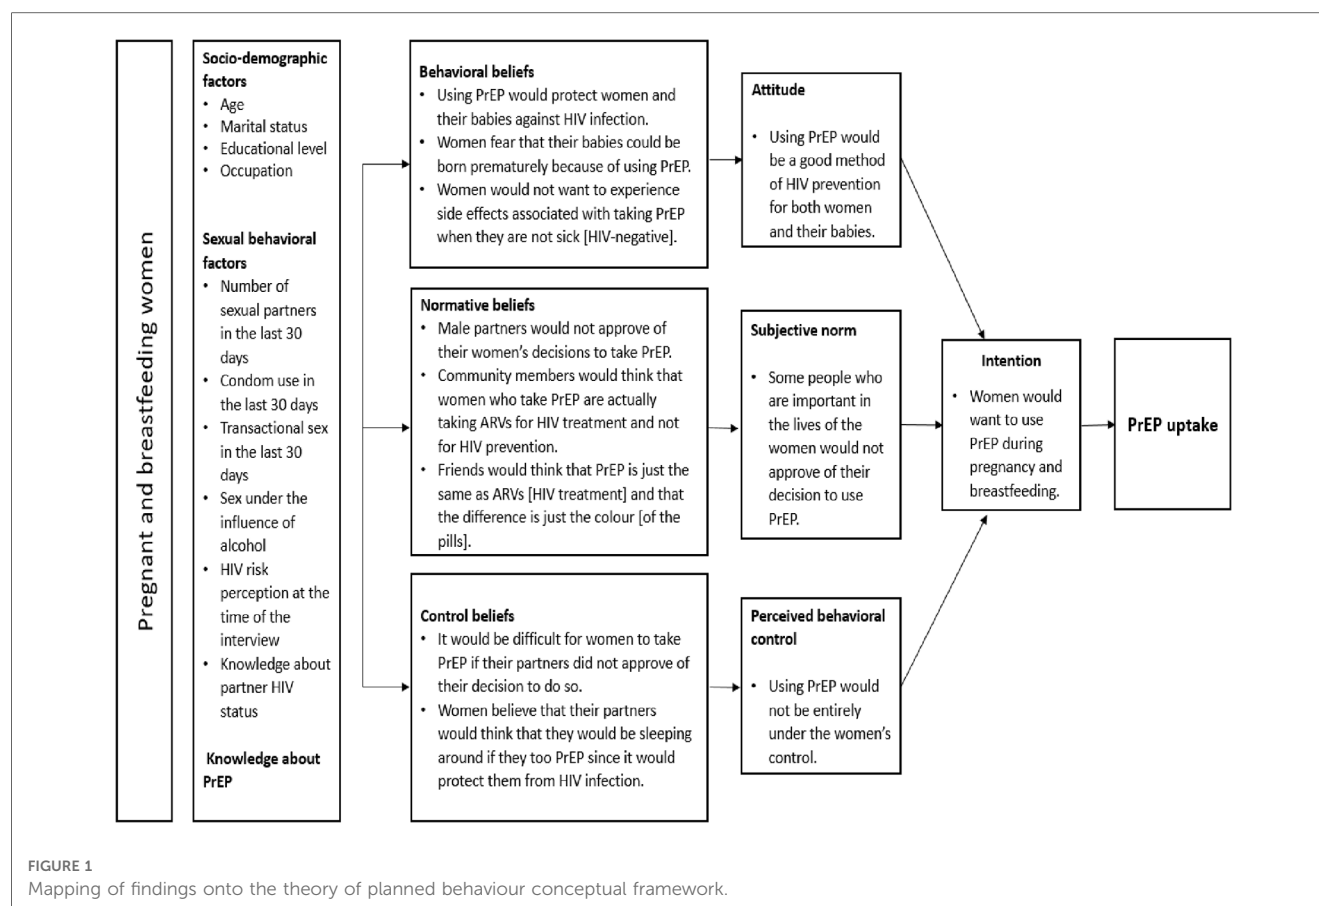 Pregnant and breastfeeding women
Socio-demographic
factors
• Age
• Marital status
• Educational level
• Occupation
Sexual behavioral
factors
• Number of
sexual partners
in the last 30
days
• Condom use in
the last 30 days
• Transactional sex
in the last 30
days
• Sex under the
influence of
alcohol
• HIV risk
perception at the
time of the
interview
• Knowledge about
partner HIV
status
Knowledge about
PrEP
Behavioral beliefs
• Using PrEP would protect women and
their babies against HIV infection.
• Women fear that their babies could be
born prematurely because of using PrEP.
• Women would not want to experience
side effects associated with taking PrEP
when they are not sick [HIV-negative].
Normative beliefs
• Male partners would not approve of
their women's decisions to take PrEP.
• Community members would think that
women who take PrEP are actually
taking ARVs for HIV treatment and not
for HIV prevention.
• Friends would think that PrEP is just the
same as ARVs [HIV treatment] and that
the difference is just the colour [of the
pills].
Control beliefs
• It would be difficult for women to take
PrEP if their partners did not approve of
their decision to do so.
• Women believe that their partners
would think that they would be sleeping
around if they too PrEP since it would
protect them from HIV infection.
Attitude
• Using PrEP would
be a good method
of HIV prevention
for both women
and their babies.
Subjective norm
• Some people who
are important in
the lives of the
women would not
approve of their
decision to use
PrEP.
Perceived behavioral
control
• Using PrEP would
not be entirely
under the women's
control.
Intention
• Women would
want to use
PrEP during
pregnancy and
breastfeeding.
PrEP uptake
FIGURE 1
Mapping of findings onto the theory of planned behaviour conceptual framework.